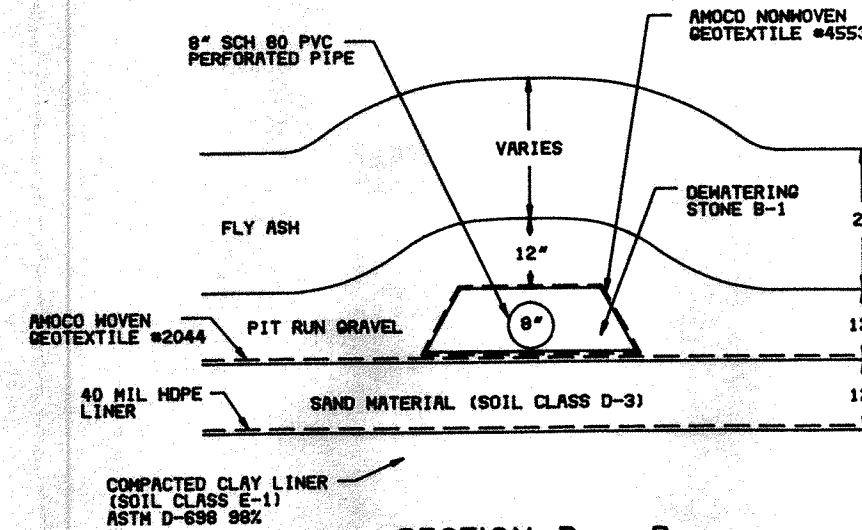 8" SCH 80 PVC
PERFORATED PIPE
AMOCO NONWOVEN
GEOTEXTILE #4553
VARIES
DEWATERING
STONE B-1
FLY ASH
12"
8"
AMOCO WOVEN
GEOTEXTILE #2044
PIT RUN GRAVEL
40 MIL HDPE
LINER
SAND MATERIAL (SOIL CLASS D-3)
COMPACTED CLAY LINER
(SOIL CLASS E-1)
ASTM D-698 98%